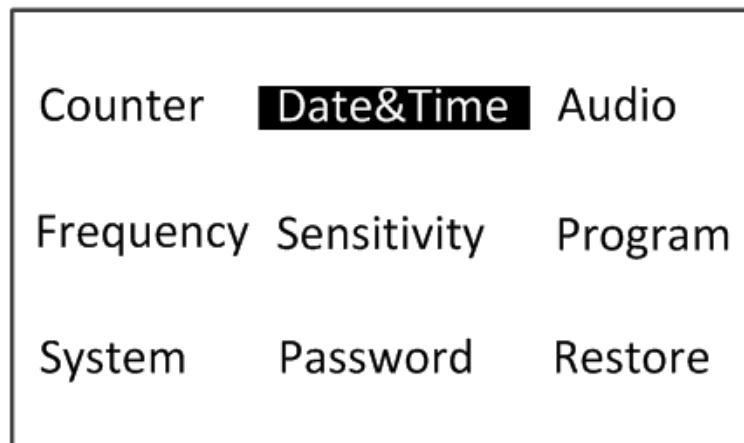 Counter Date&Time Audio
Frequency Sensitivity Program
System Password Restore